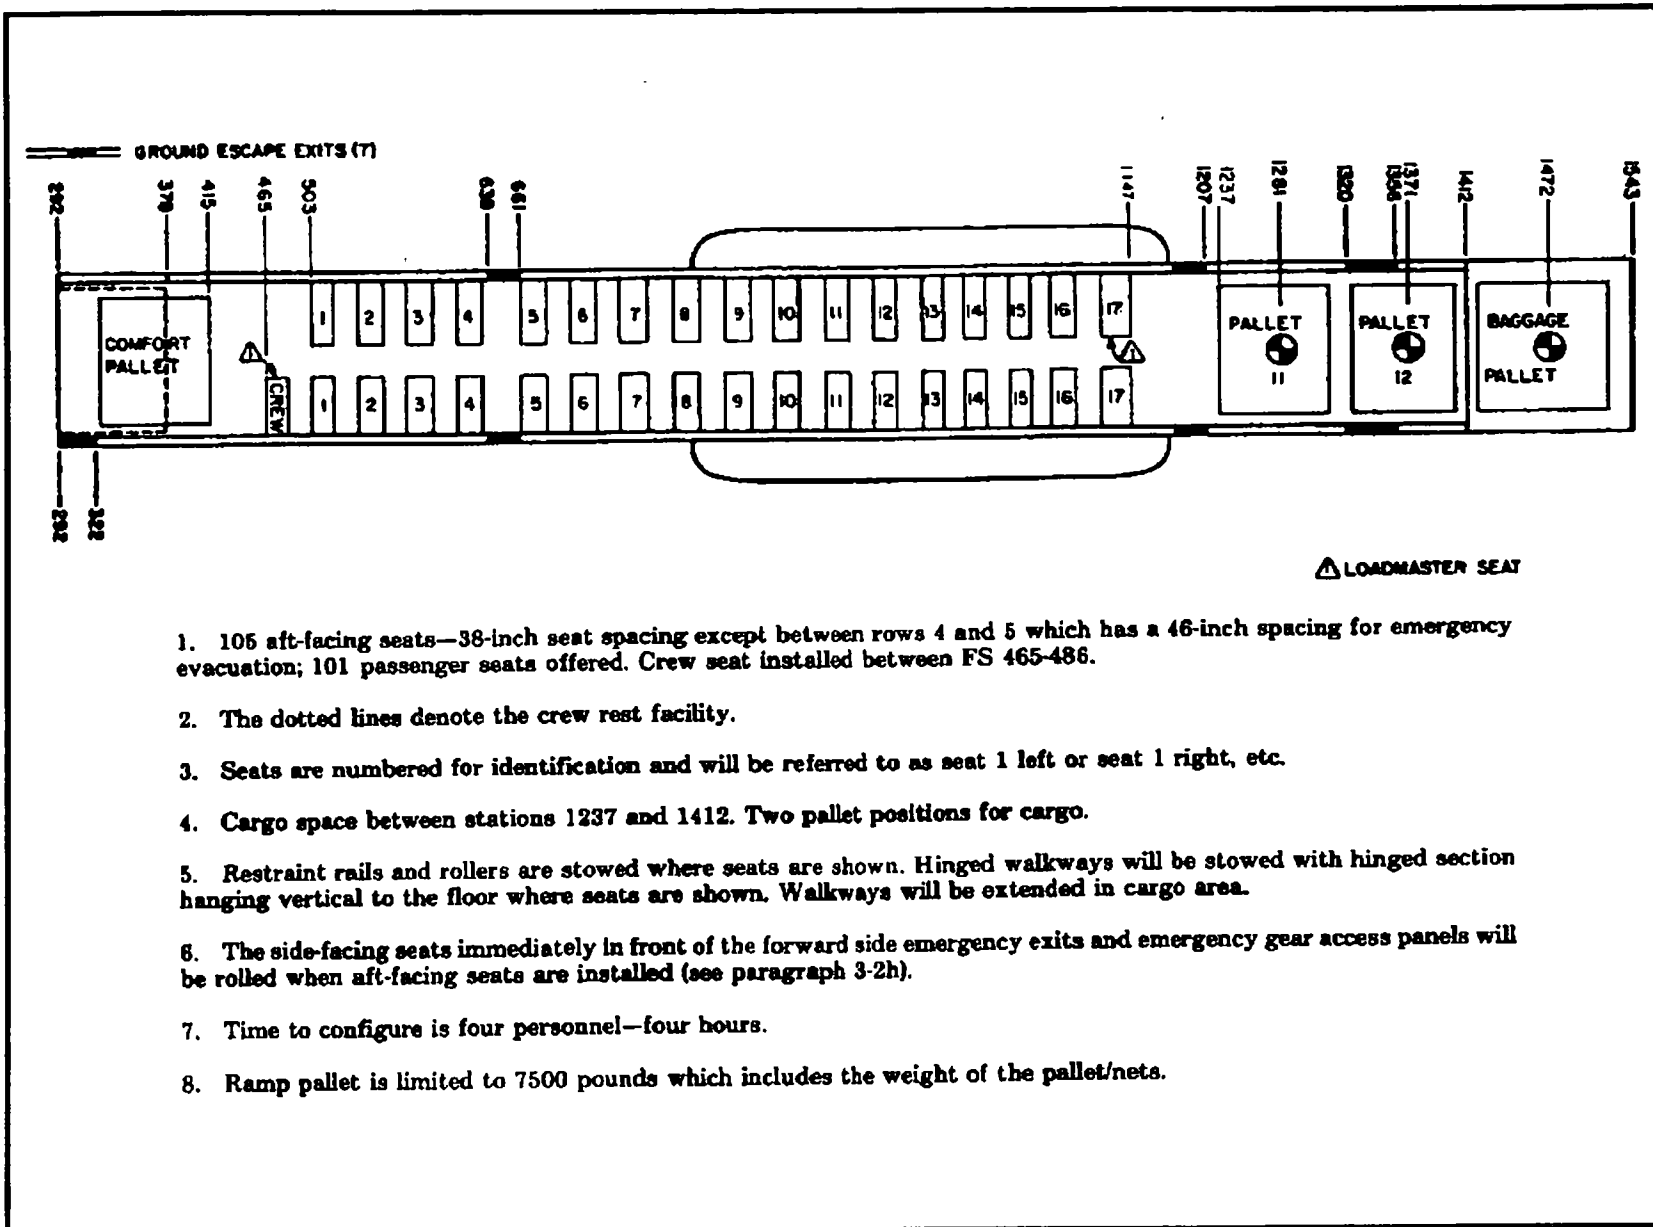 GROUND ESCAPE EXITS (7)
292 378 415 465 503 638 661 1147 1207 1237 1281 1320 1371 1412 1472 1543
1 2 3 4 5 6 7 8 9 10 11 12 13 14 15 16 17
COMFORT
PALLET
CREW
1 2 3 4 5 6 7 8 9 10 11 12 13 14 15 16 17
PALLET
11
PALLET
12
BAGGAGE
PALLET
292 322
LOADMASTER SEAT
1. 105 aft-facing seats—38-inch seat spacing except between rows 4 and 5 which has a 46-inch spacing for emergency
evacuation; 101 passenger seats offered. Crew seat installed between FS 465-486.
2. The dotted lines denote the crew rest facility.
3. Seats are numbered for identification and will be referred to as seat 1 left or seat 1 right, etc.
4. Cargo space between stations 1237 and 1412. Two pallet positions for cargo.
5. Restraint rails and rollers are stowed where seats are shown. Hinged walkways will be stowed with hinged section
hanging vertical to the floor where seats are shown. Walkways will be extended in cargo area.
6. The side-facing seats immediately in front of the forward side emergency exits and emergency gear access panels will
be rolled when aft-facing seats are installed (see paragraph 3-2h).
7. Time to configure is four personnel—four hours.
8. Ramp pallet is limited to 7500 pounds which includes the weight of the pallet/nets.